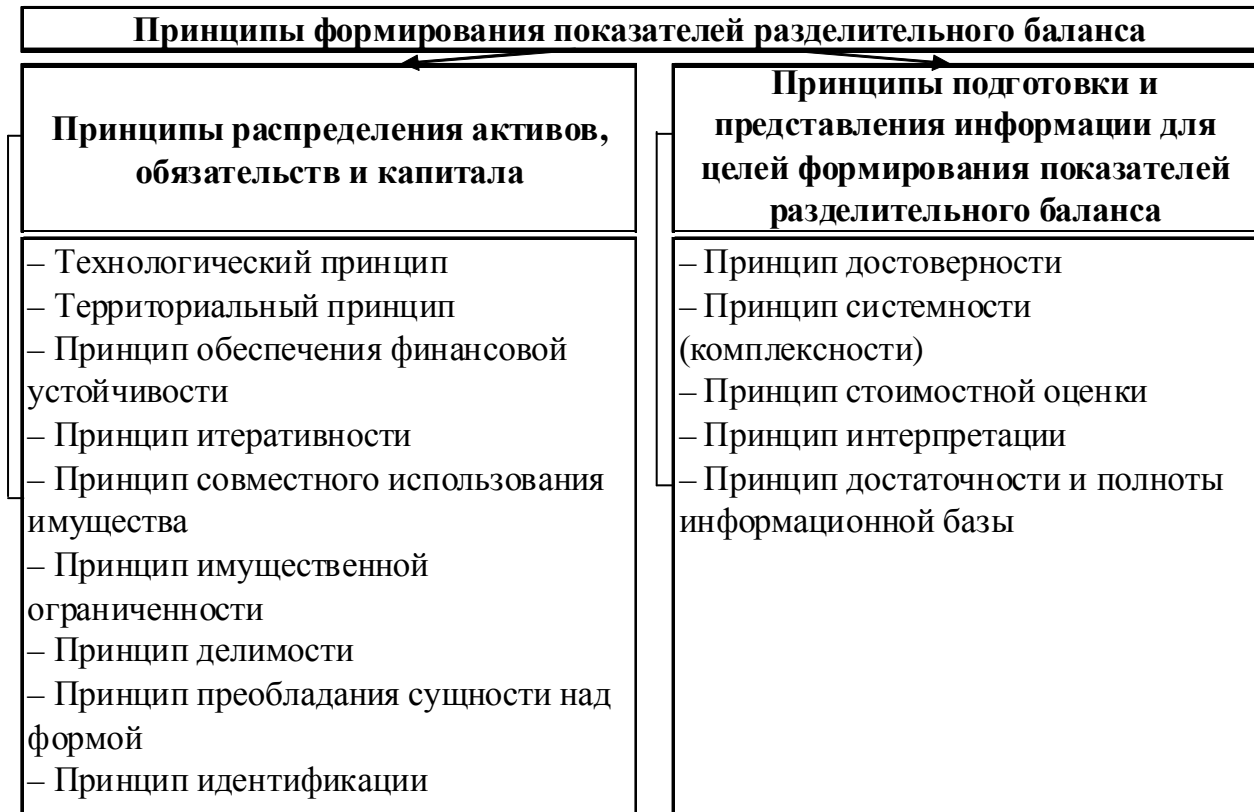 Принципы формирования показателей разделительного баланса
Принципы распределения активов,
обязательств и капитала
– Технологический принцип
– Территориальный принцип
– Принцип обеспечения финансовой
устойчивости
– Принцип итеративности
– Принцип совместного использования
имущества
– Принцип имущественной
ограниченности
– Принцип делимости
– Принцип преобладания сущности над
формой
– Принцип идентификации
Принципы подготовки и
представления информации для
целей формирования показателей
разделительного баланса
– Принцип достоверности
– Принцип системности
(комплексности)
– Принцип стоимостной оценки
– Принцип интерпретации
– Принцип достаточности и полноты
информационной базы